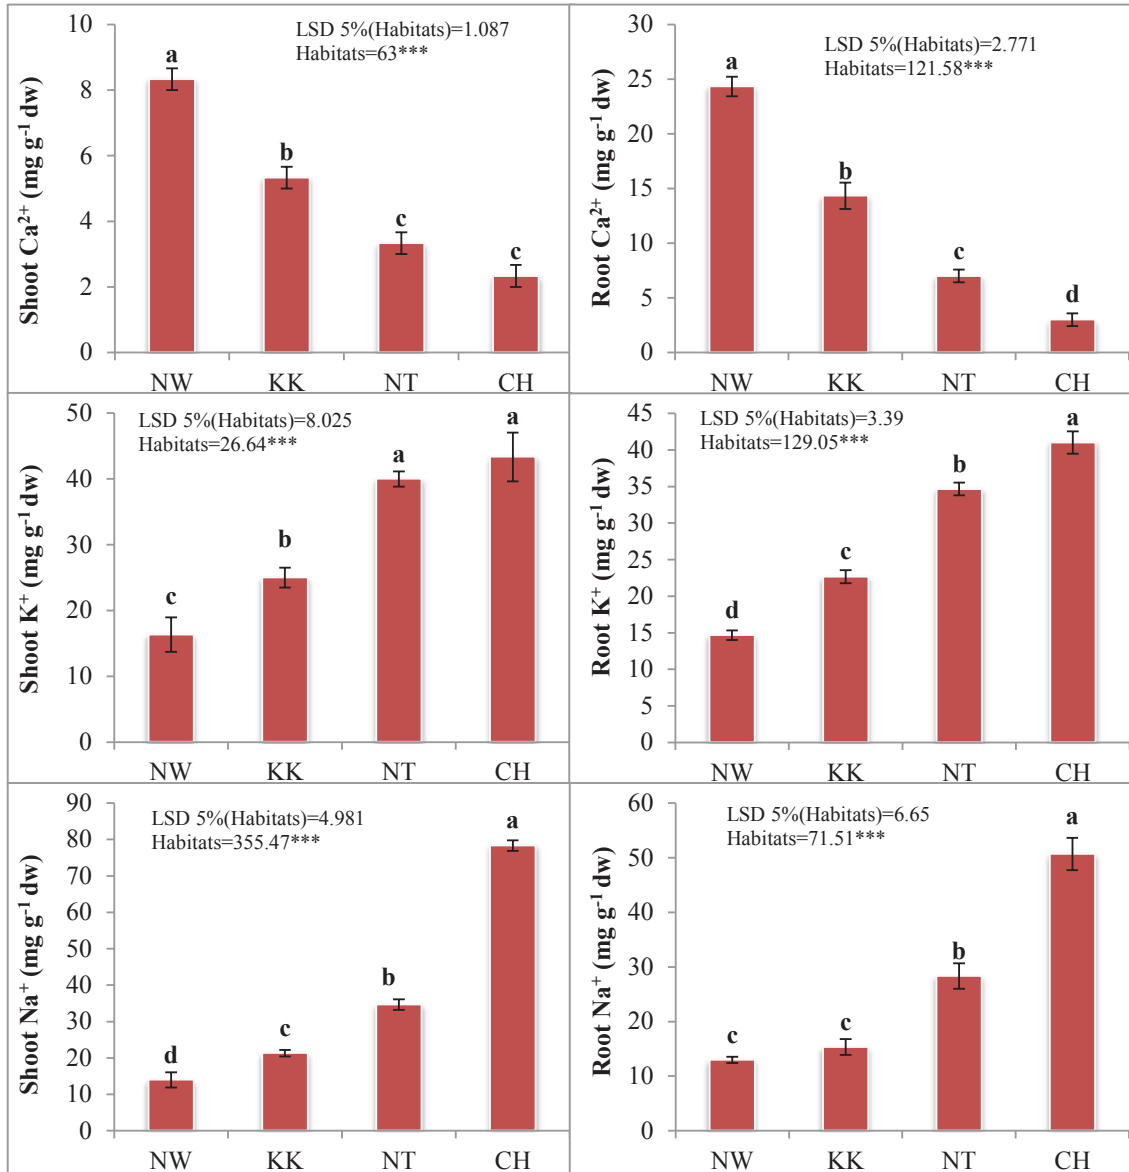 LSD 5%(Habitats)=1.087
Habitats=63***
Shoot Ca²⁺ (mg g⁻¹ dw)
10
8
6
4
2
0
a
b
c
c
NW KK NT CH
LSD 5%(Habitats)=2.771
Habitats=121.58***
Root Ca²⁺ (mg g⁻¹ dw)
30
25
20
15
10
5
0
a
b
c
d
NW KK NT CH
LSD 5%(Habitats)=8.025
Habitats=26.64***
Shoot K⁺ (mg g⁻¹ dw)
50
40
30
20
10
0
c
b
a
a
NW KK NT CH
LSD 5%(Habitats)=3.39
Habitats=129.05***
Root K⁺ (mg g⁻¹ dw)
45
40
35
30
25
20
15
10
5
0
d
c
b
a
NW KK NT CH
LSD 5%(Habitats)=4.981
Habitats=355.47***
Shoot Na⁺ (mg g⁻¹ dw)
90
80
70
60
50
40
30
20
10
0
d
c
b
a
NW KK NT CH
LSD 5%(Habitats)=6.65
Habitats=71.51***
Root Na⁺ (mg g⁻¹ dw)
60
50
40
30
20
10
0
c
c
b
a
NW KK NT CH